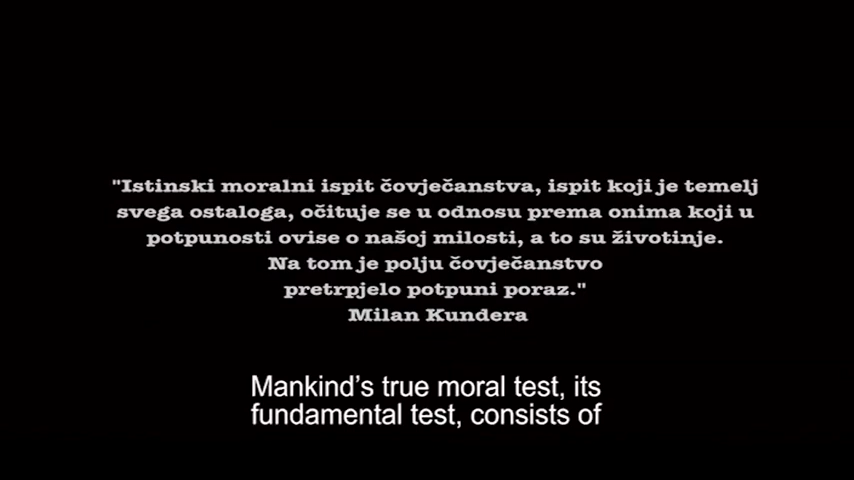 "Istinski moralni ispit čovječanstva, ispit koji je temelj
svega ostaloga, očituje se u odnosu prema onima koji u
potpunosti ovise o našoj milosti, a to su životinje.
Na tom je polju čovječanstvo
pretrpjelo potpuni poraz."
Milan Kundera
Mankind's true moral test, its
fundamental test, consists of